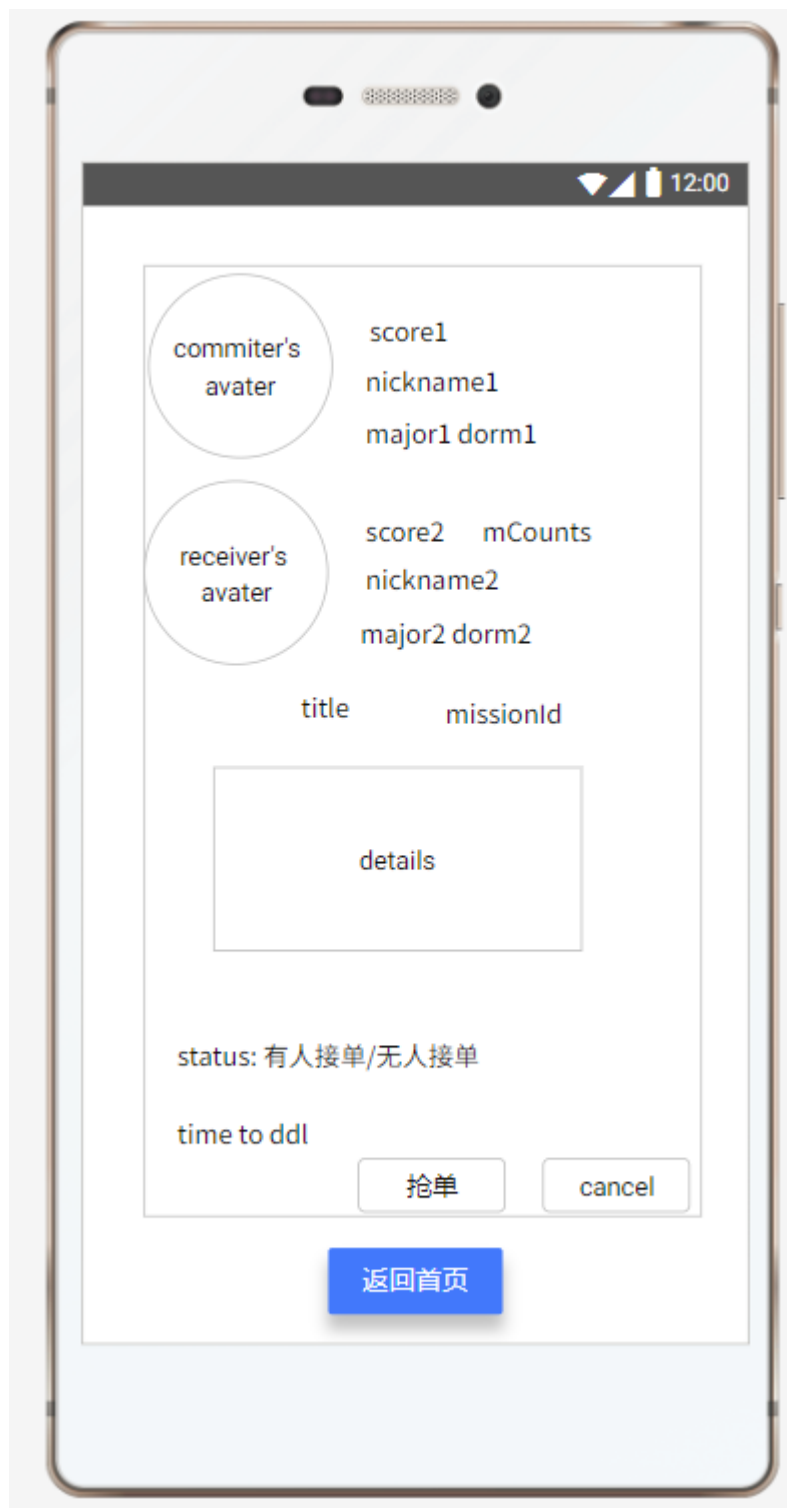 12:00
commiter's
avater
score1
nickname1
major1 dorm1
receiver's
avater
score2 mCounts
nickname2
major2 dorm2
title missionId
details
status: 有人接单/无人接单
time to ddl
抢单 cancel
返回首页